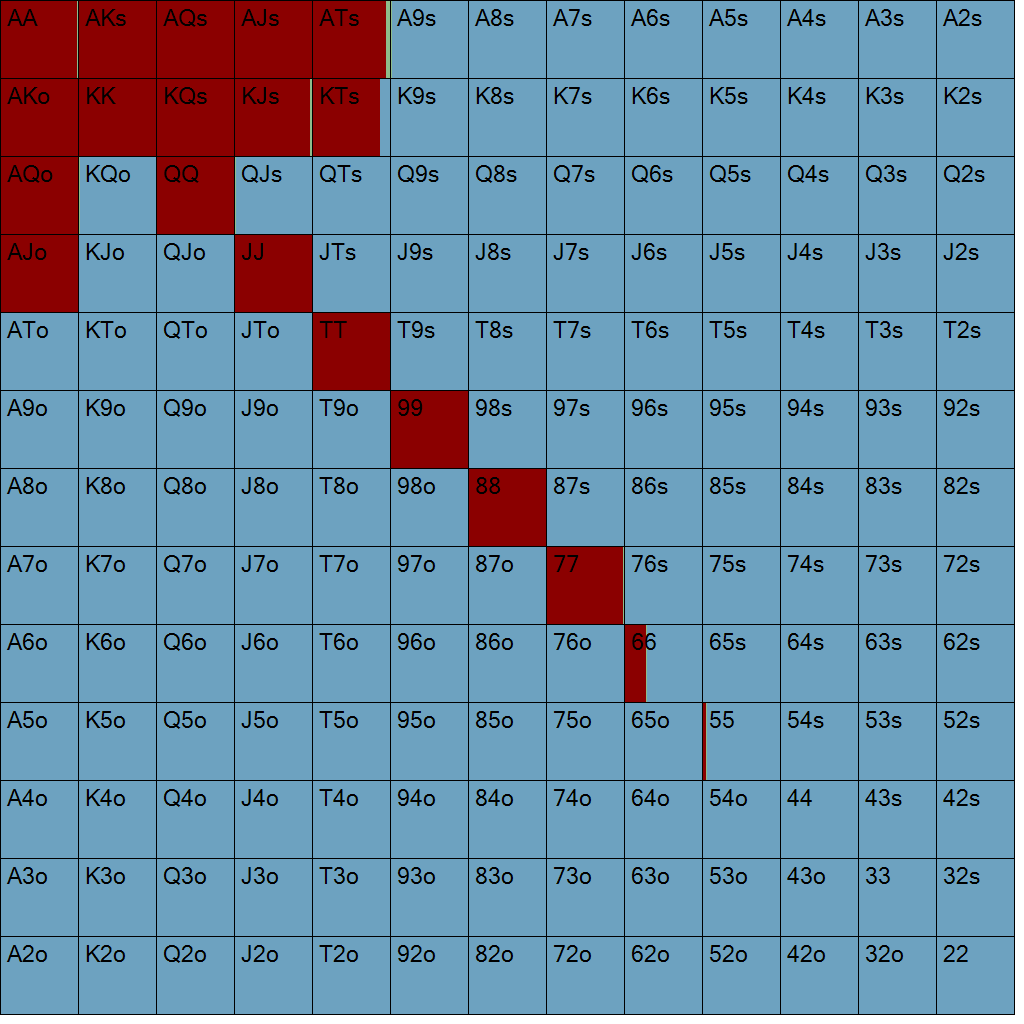 AA AKs AQs AJs ATs A9s A8s A7s A6s A5s A4s A3s A2s
AKo KK KQs KJs KTs K9s K8s K7s K6s K5s K4s K3s K2s
AQo KQo QQ QJs QTs Q9s Q8s Q7s Q6s Q5s Q4s Q3s Q2s
AJo KJo QJo JJ JTs J9s J8s J7s J6s J5s J4s J3s J2s
ATo KTo QTo JTo TT T9s T8s T7s T6s T5s T4s T3s T2s
A9o K9o Q9o J9o T9o 99 98s 97s 96s 95s 94s 93s 92s
A8o K8o Q8o J8o T8o 98o 88 87s 86s 85s 84s 83s 82s
A7o K7o Q7o J7o T7o 97o 87o 77 76s 75s 74s 73s 72s
A6o K6o Q6o J6o T6o 96o 86o 76o 66 65s 64s 63s 62s
A5o K5o Q5o J5o T5o 95o 85o 75o 65o 55 54s 53s 52s
A4o K4o Q4o J4o T4o 94o 84o 74o 64o 54o 44 43s 42s
A3o K3o Q3o J3o T3o 93o 83o 73o 63o 53o 43o 33 32s
A2o K2o Q2o J2o T2o 92o 82o 72o 62o 52o 42o 32o 22